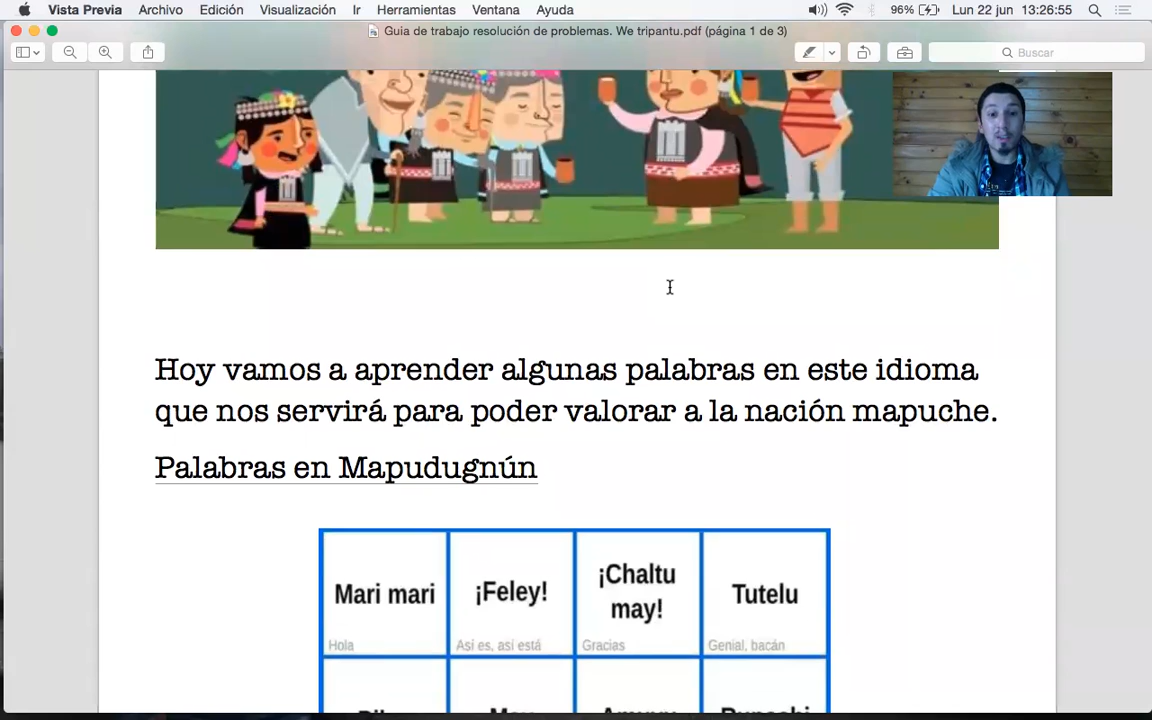 Vista Previa Archivo Edición Visualización Ir Herramientas Ventana Ayuda 96% Lun 22 jun 13:26:55
Guia de trabajo resolución de problemas. We tripantu.pdf (página 1 de 3)
Buscar
Hoy vamos a aprender algunas palabras en este idioma
que nos servirá para poder valorar a la nación mapuche.
Palabras en Mapudugnún
Mari mari
Hola
¡Feley!
Así es, así está
¡Chaltu
may!
Gracias
Tutelu
Genial, bacán